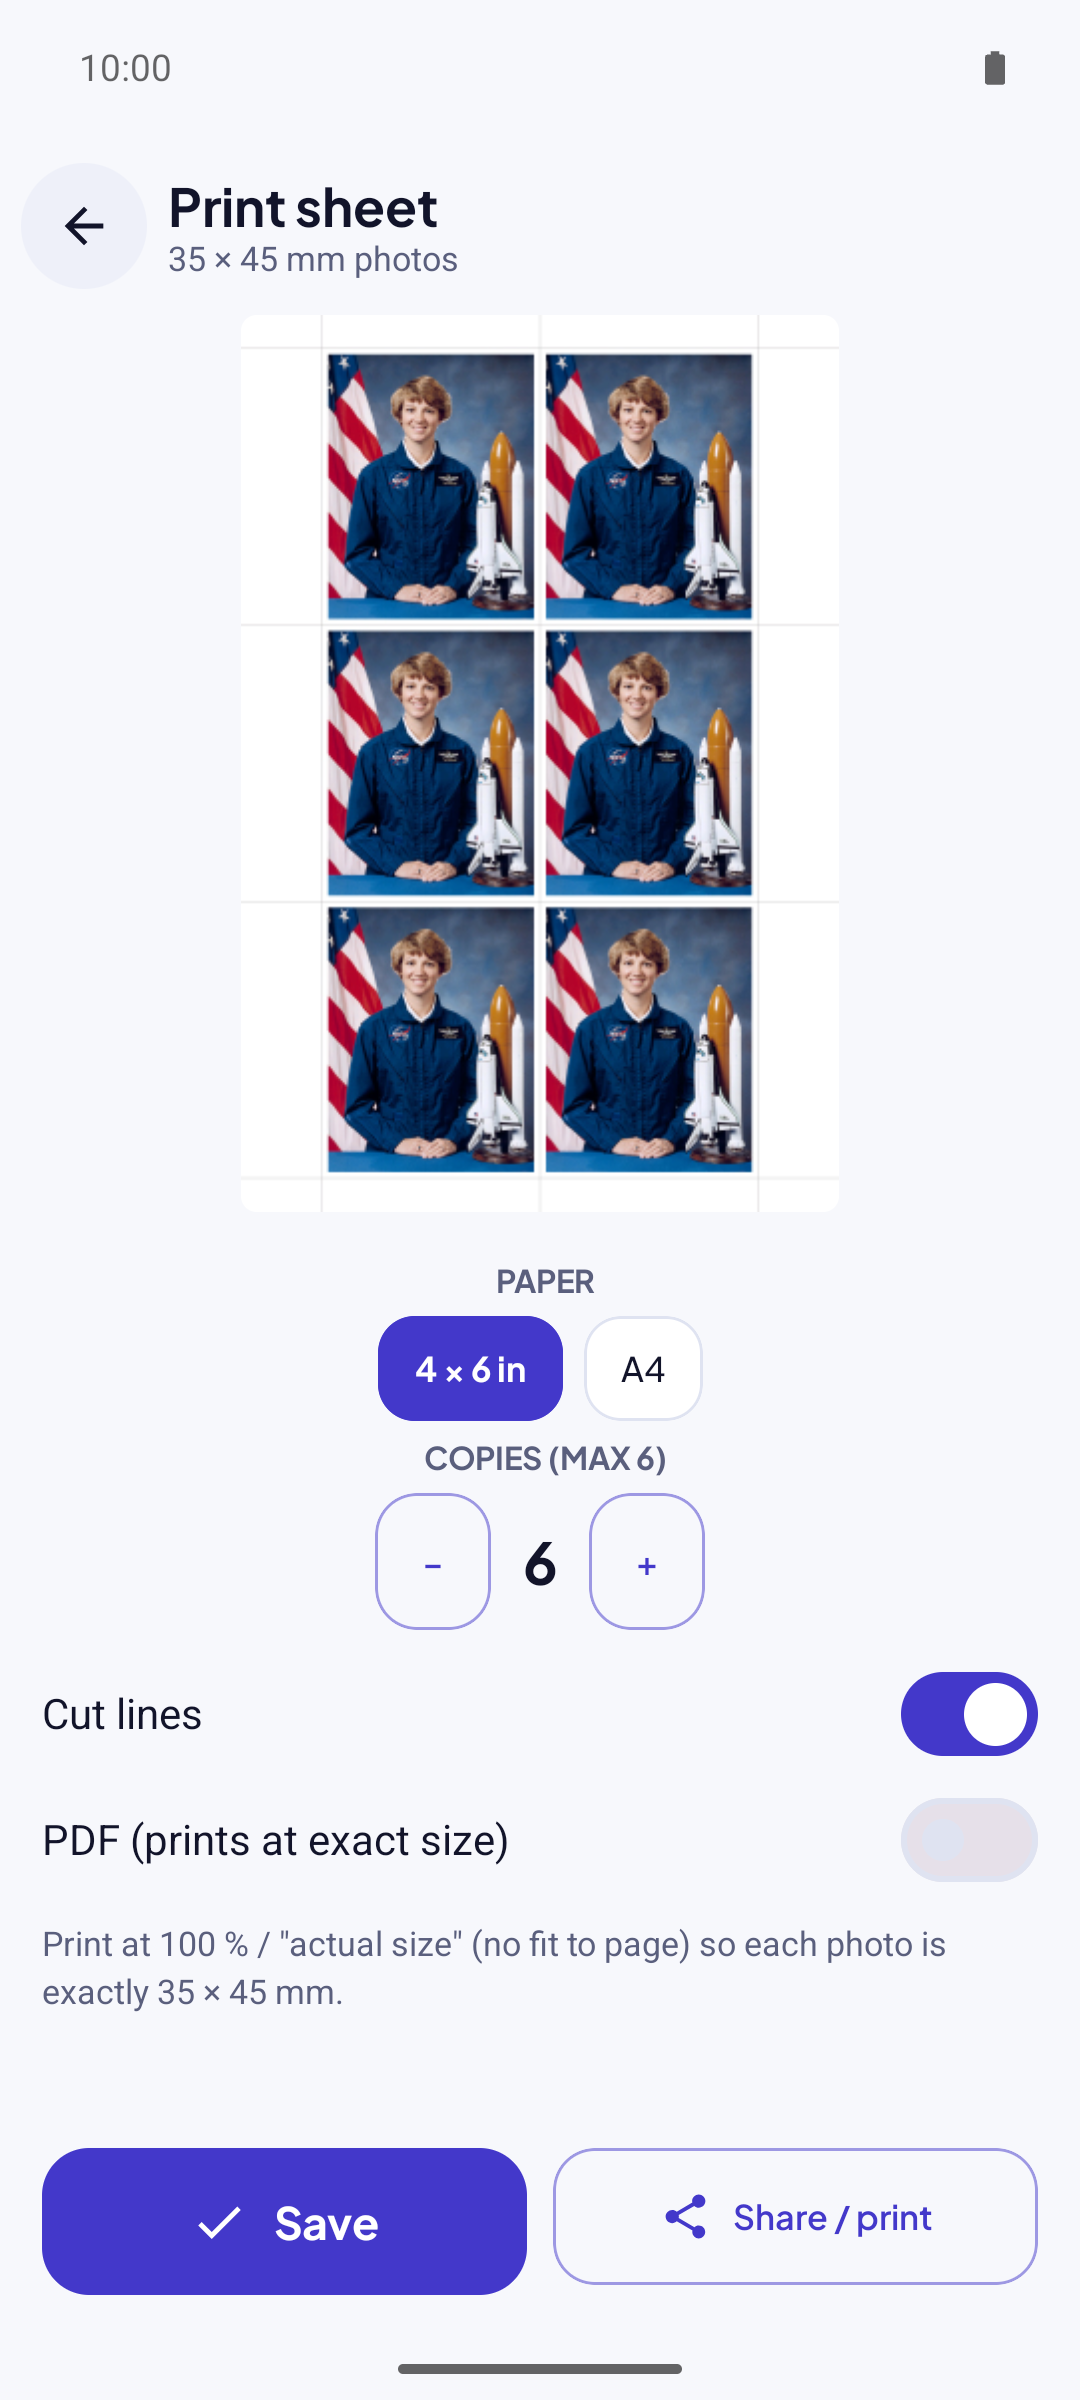 10:00
Print sheet
35 × 45 mm photos
PAPER
4 × 6 in
A4
COPIES (MAX 6)
−
6
+
Cut lines
PDF (prints at exact size)
Print at 100 % / "actual size" (no fit to page) so each photo is
exactly 35 × 45 mm.
Save
Share / print